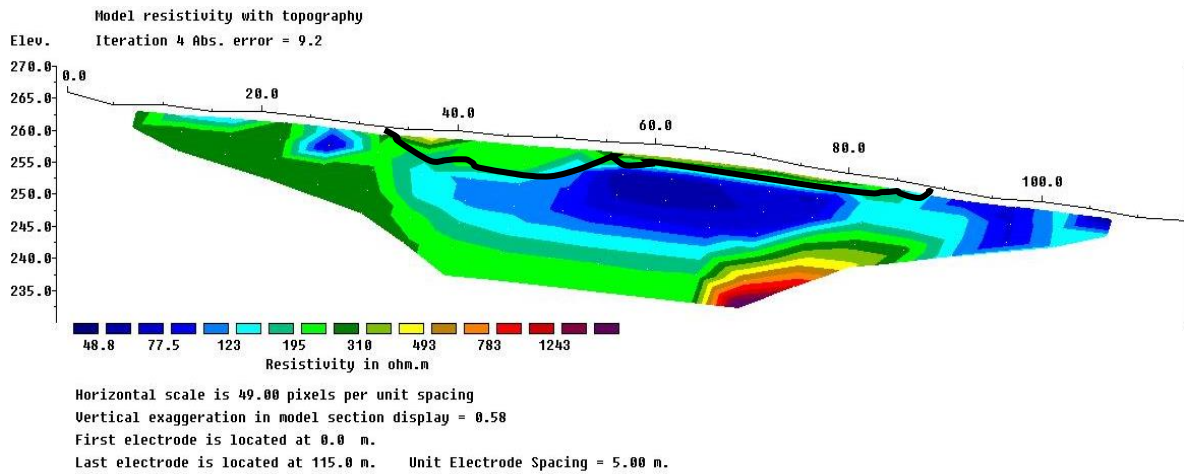 Model resistivity with topography
Elev. Iteration 4 Abs. error = 9.2
270.0
0.0
265.0
20.0
260.0
40.0
255.0
60.0
250.0
80.0
245.0
100.0
240.0
235.0
48.8 77.5 123 195 310 493 783 1243
Resistivity in ohm.m
Horizontal scale is 49.00 pixels per unit spacing
Vertical exaggeration in model section display = 0.58
First electrode is located at 0.0 m.
Last electrode is located at 115.0 m. Unit Electrode Spacing = 5.00 m.